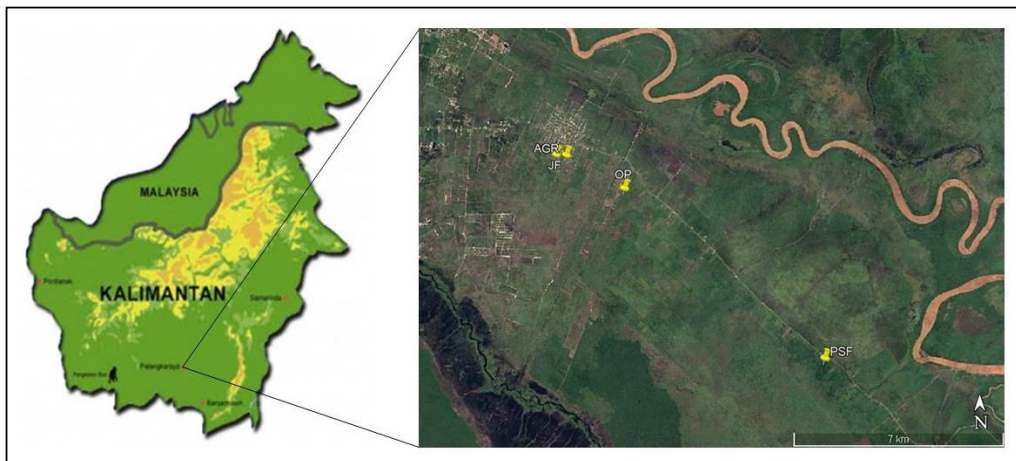 MALAYSIA
KALIMANTAN
Pontianak
Samarinda
Palangkaraya
Pangkalan Bun
Banjarmasin
AGR
JF
OP
PSF
N
7 km